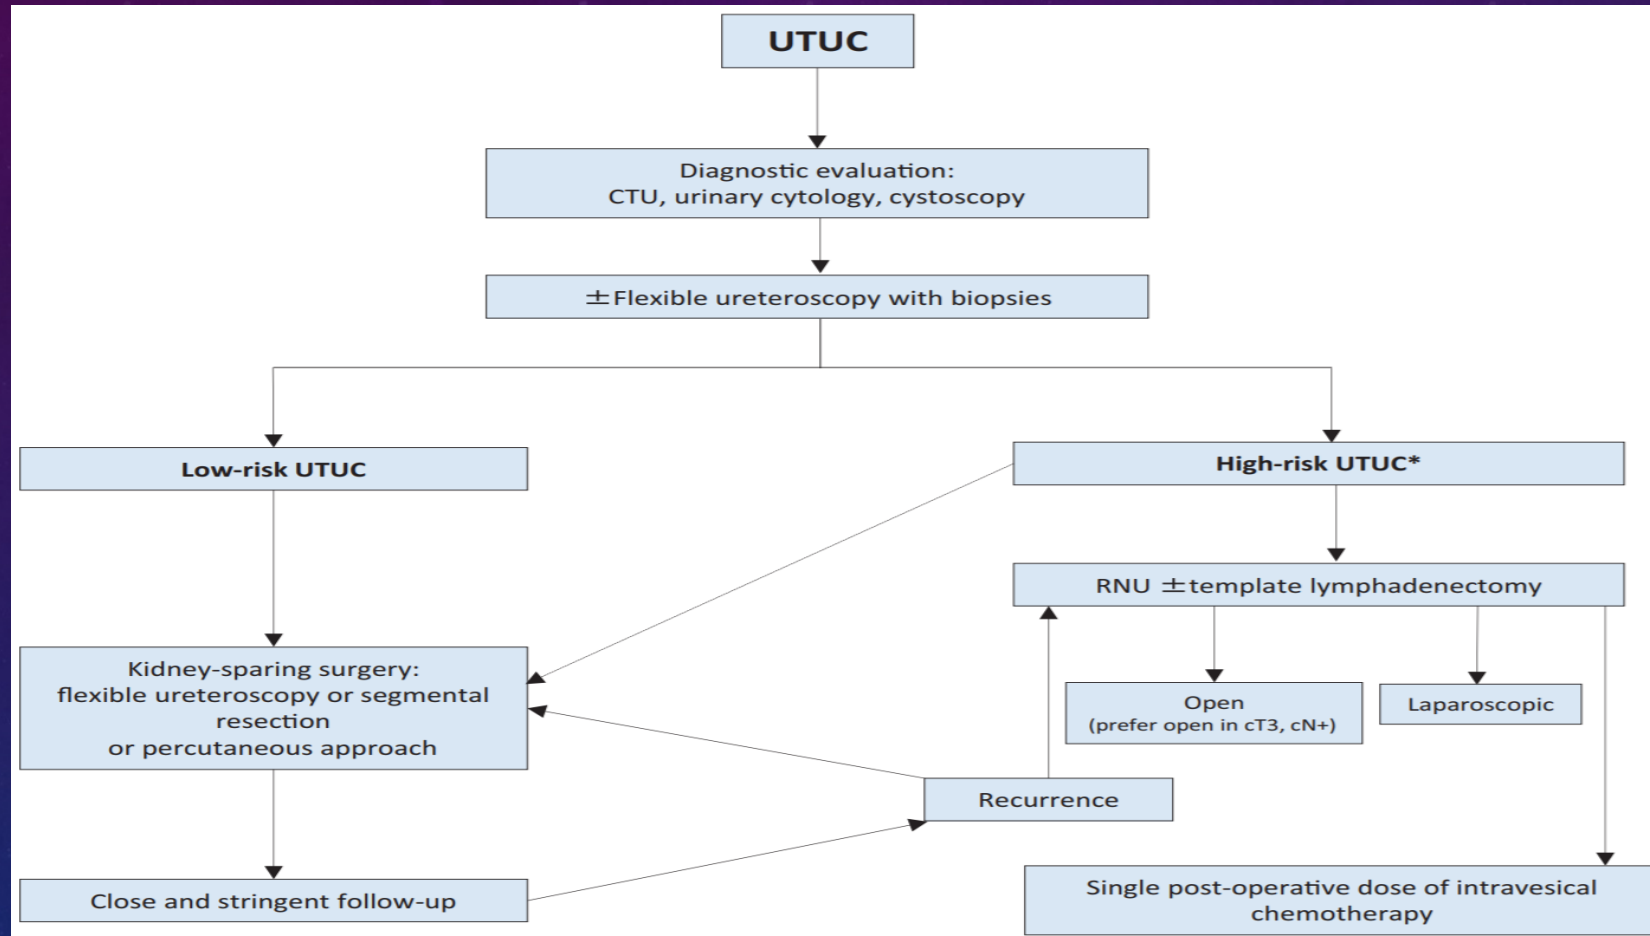 UTUC
Diagnostic evaluation:
CTU, urinary cytology, cystoscopy
±Flexible ureteroscopy with biopsies
Low-risk UTUC
High-risk UTUC*
RNU ±template lymphadenectomy
Kidney-sparing surgery:
flexible ureteroscopy or segmental
resection
or percutaneous approach
Open
(prefer open in cT3, cN+)
Laparoscopic
Recurrence
Close and stringent follow-up
Single post-operative dose of intravesical
chemotherapy